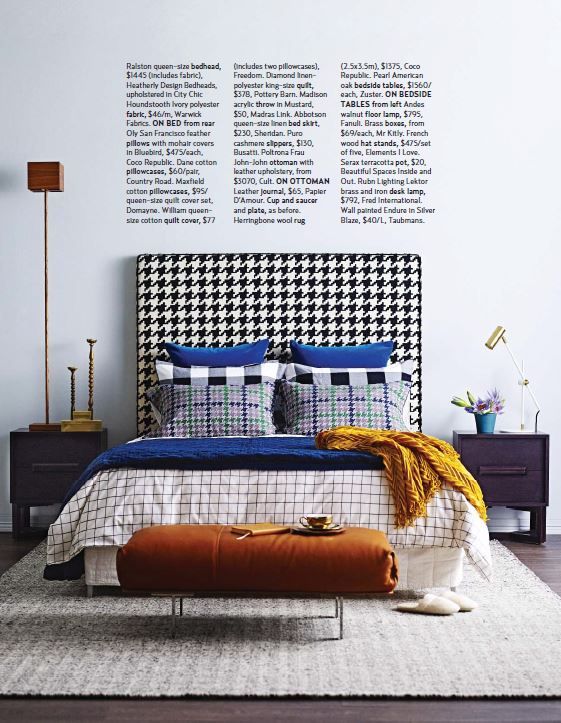 Ralston queen-size bedhead,
$1445 (includes fabric),
Heatherly Design Bedheads,
upholstered in City Chic
Houndstooth Ivory polyester
fabric, $46/m, Warwick
Fabrics. ON BED from rear
Oly San Francisco feather
pillows with mohair covers
in Bluebird, $475/each,
Coco Republic. Dane cotton
pillowcases, $60/pair,
Country Road. Maxfield
cotton pillowcases, $95/
queen-size quilt cover set,
Domayne. William queen-
size cotton quilt cover, $77
(includes two pillowcases),
Freedom. Diamond linen-
polyester king-size quilt,
$378, Pottery Barn. Madison
acrylic throw in Mustard,
$50, Madras Link. Abbotson
queen-size linen bed skirt,
$230, Sheridan. Puro
cashmere slippers, $130,
Busatti. Poltrona Frau
John-John ottoman with
leather upholstery, from
$3070, Cult. ON OTTOMAN
Leather journal, $65, Papier
D'Amour. Cup and saucer
and plate, as before.
Herringbone wool rug
(2.5x3.5m), $1375, Coco
Republic. Pearl American
oak bedside tables, $1560/
each, Zuster. ON BEDSIDE
TABLES from left Andes
walnut floor lamp, $795,
Fanuli. Brass boxes, from
$69/each, Mr Kitly. French
wood hat stands, $475/set
of five, Elements I Love.
Serax terracotta pot, $20,
Beautiful Spaces Inside and
Out. Rubn Lighting Lektor
brass and iron desk lamp,
$792, Fred International.
Wall painted Endure in Silver
Blaze, $40/L, Taubmans.